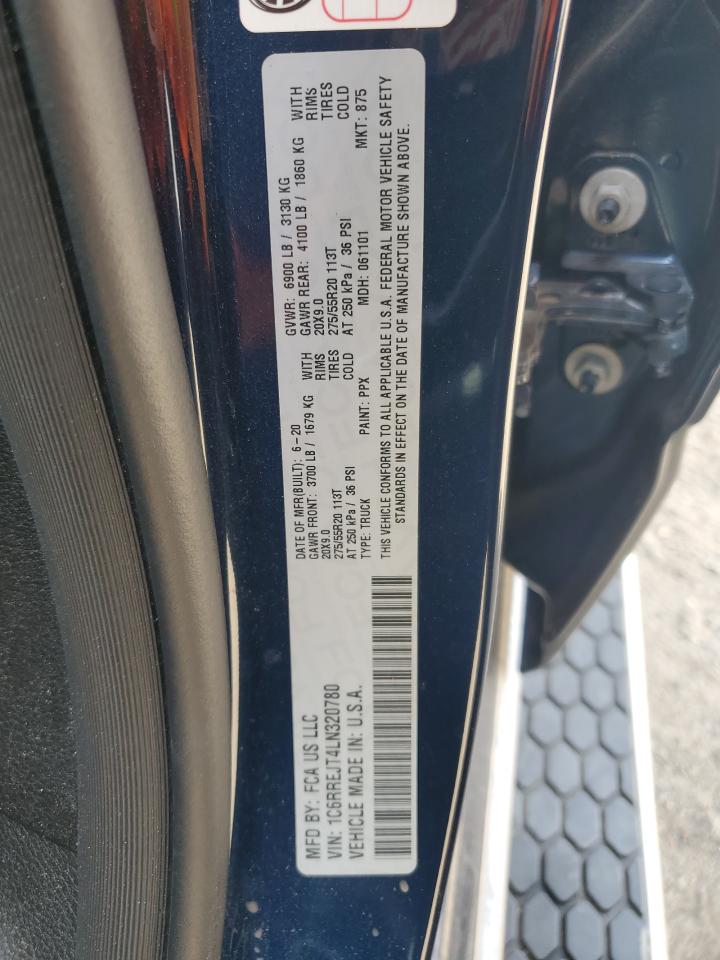 MFD BY: FCA US LLC
VIN: 1C6RREJT4LN320780
VEHICLE MADE IN: U.S.A.
DATE OF MFR(BUILT): 6-20 GVWR: 6900 LB / 3130 KG
GAWR FRONT: 3700 LB / 1679 KG WITH GAWR REAR: 4100 LB / 1860 KG WITH
20X9.0 RIMS 20X9.0 RIMS
275/55R20 113T TIRES 275/55R20 113T TIRES
AT 250 kPa / 36 PSI COLD AT 250 kPa / 36 PSI COLD
TYPE: TRUCK PAINT: PPX MDH: 061101 MKT: 875
THIS VEHICLE CONFORMS TO ALL APPLICABLE U.S.A. FEDERAL MOTOR VEHICLE SAFETY
STANDARDS IN EFFECT ON THE DATE OF MANUFACTURE SHOWN ABOVE.